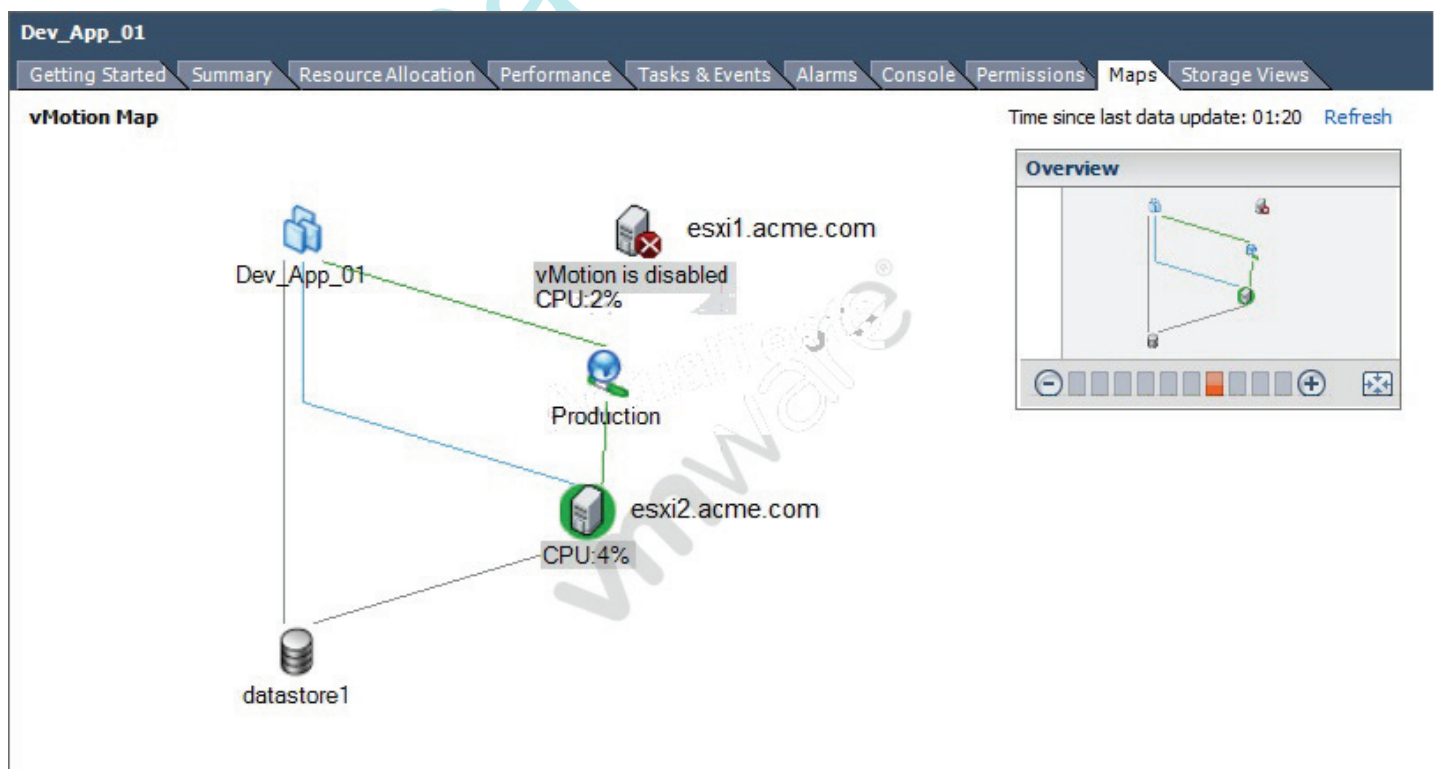 Dev_App_01
Getting Started Summary Resource Allocation Performance Tasks & Events Alarms Console Permissions Maps Storage Views
vMotion Map
Time since last data update: 01:20 Refresh
Overview
esxi1.acme.com
Dev_App_01
vMotion is disabled
CPU:2%
Production
esxi2.acme.com
CPU:4%
datastore1
vmware®